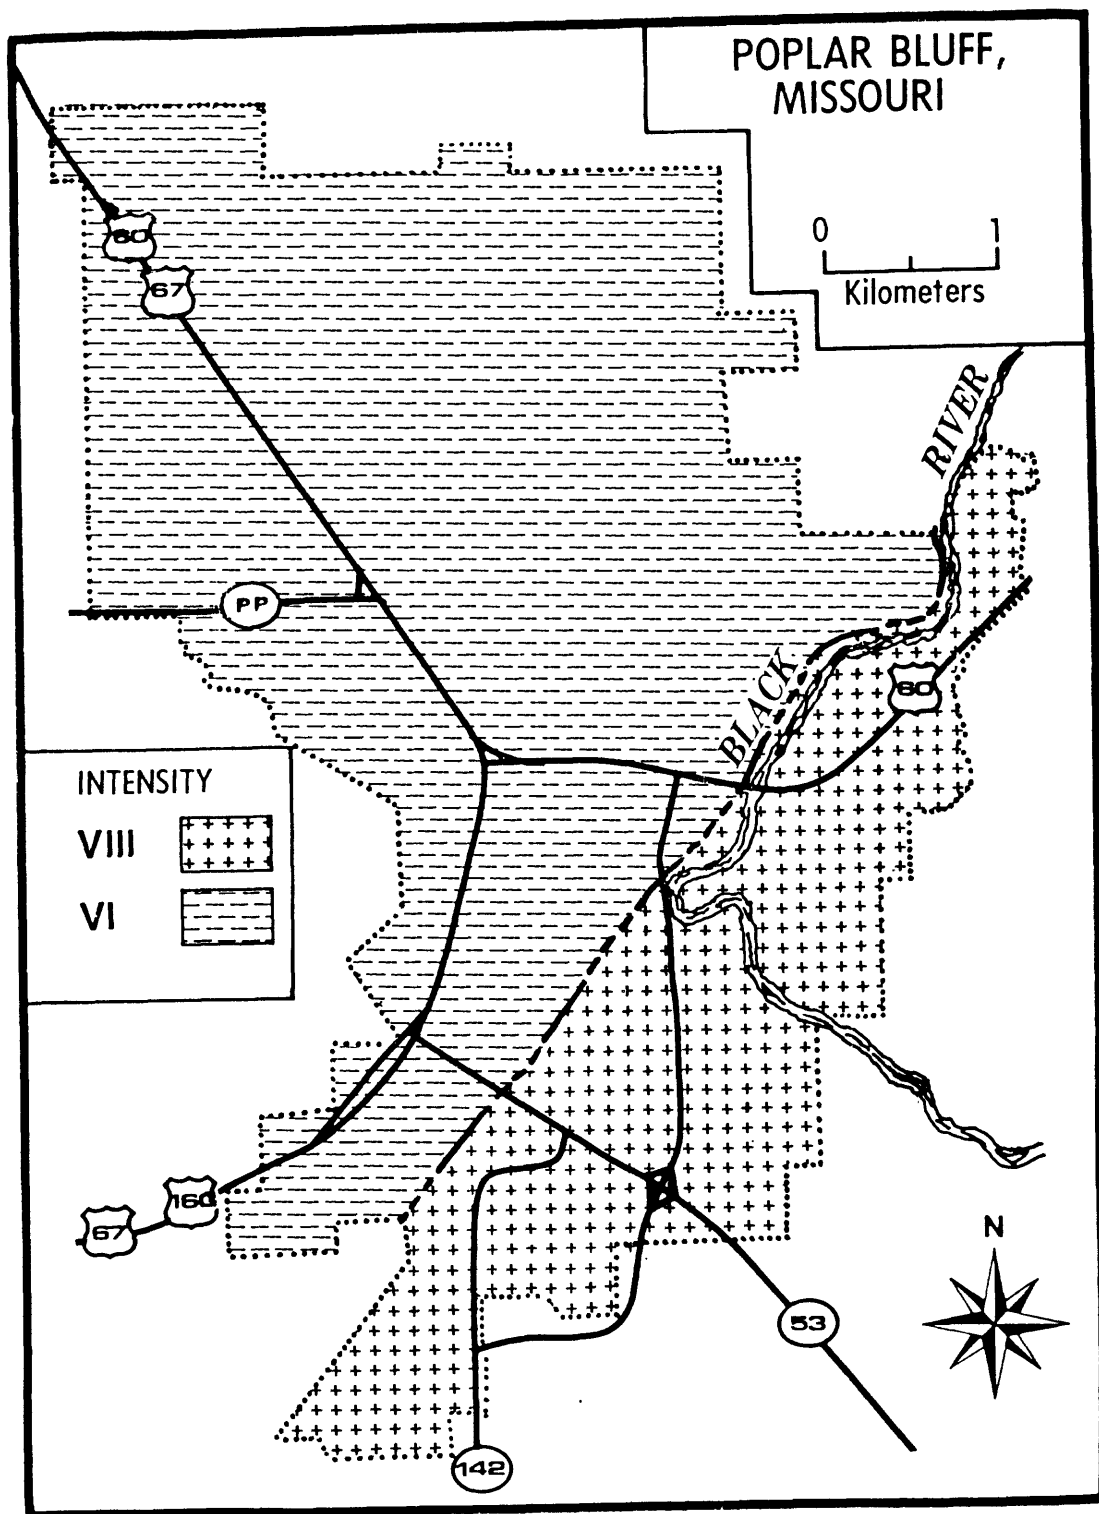 POPLAR BLUFF,
MISSOURI
0 1
Kilometers
60
67
RIVER
PP
BLACK
60
INTENSITY
VIII
VI
160
67
N
53
142